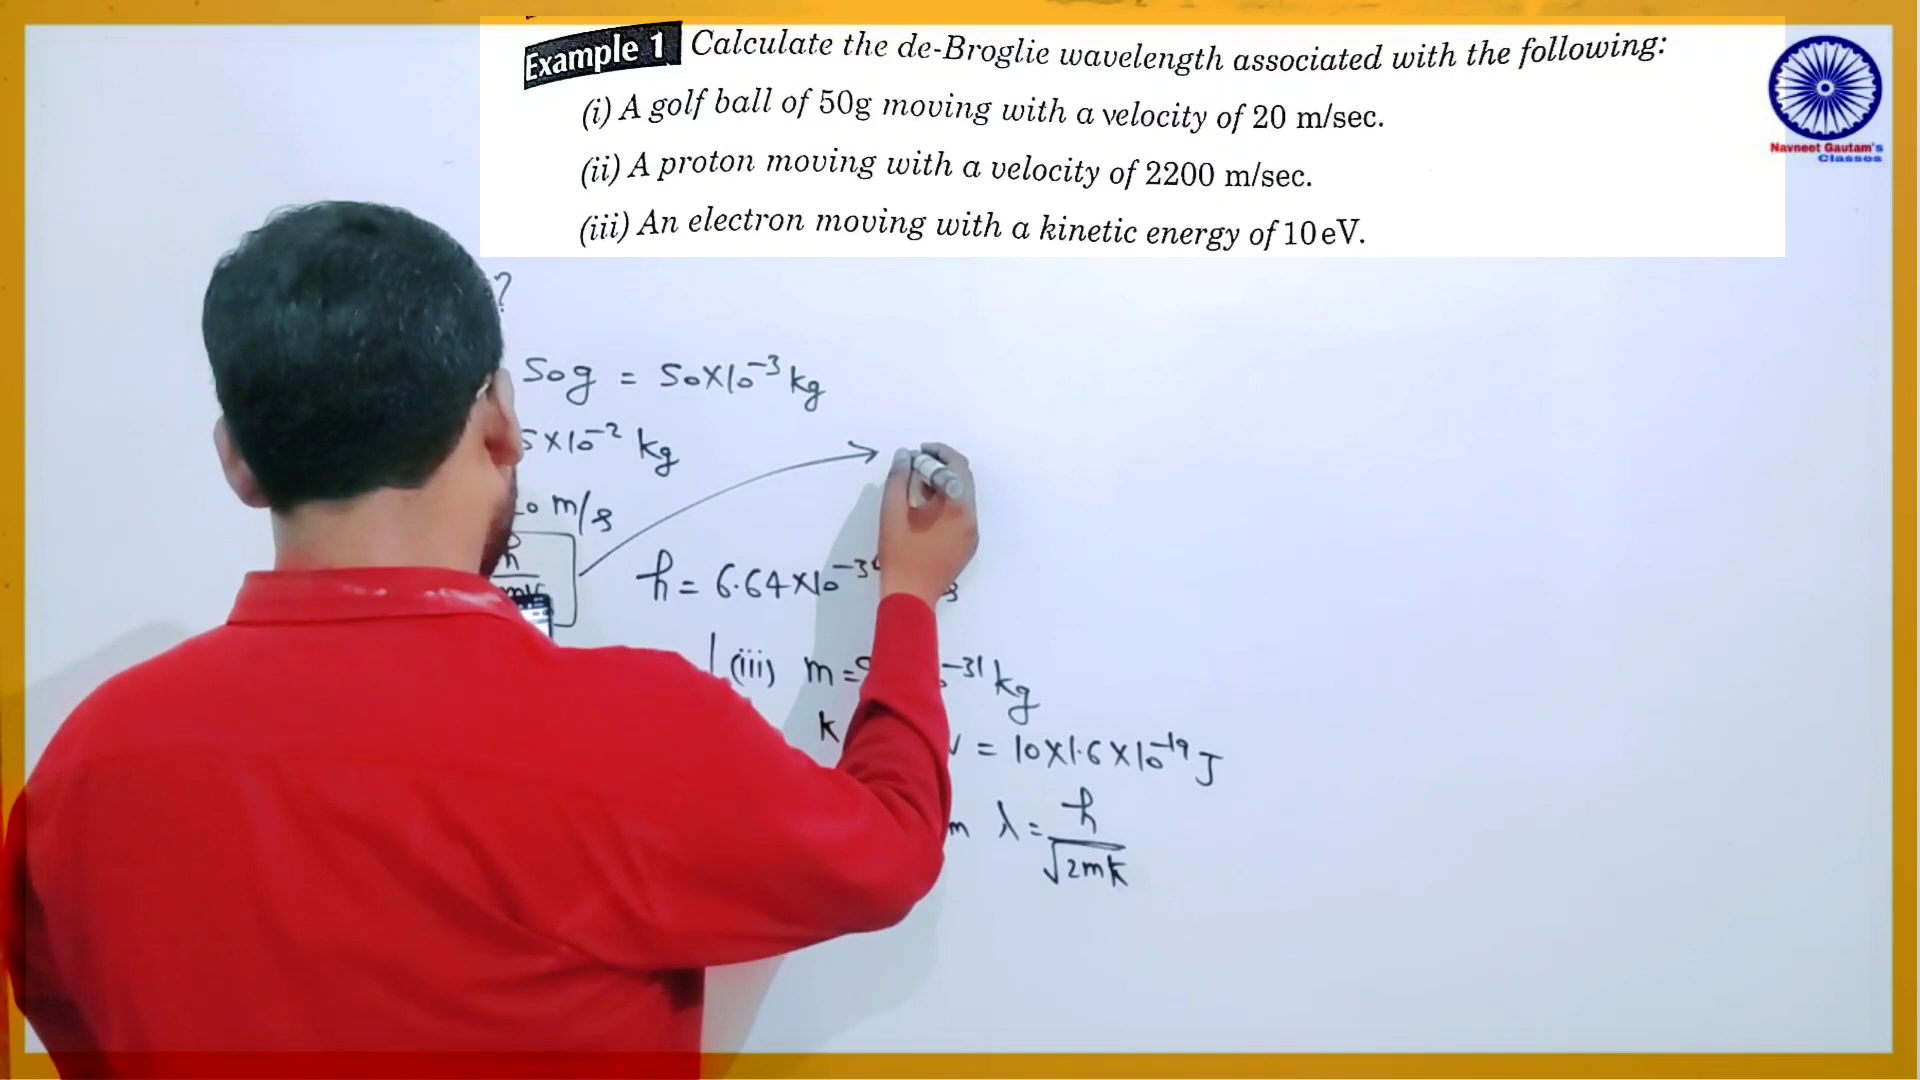 Example 1 Calculate the de-Broglie wavelength associated with the following:
(i) A golf ball of 50g moving with a velocity of 20 m/sec.
(ii) A proton moving with a velocity of 2200 m/sec.
(iii) An electron moving with a kinetic energy of 10 eV.
Navneet Gautam's
Classes
?
50g = 50×10⁻³ kg
5×10⁻² kg
m/s
h
mv
h = 6.64×10
(iii) m =
⁻³¹ kg
k
= 10×1.6×10⁻¹⁹ J
λ = h
√2mk